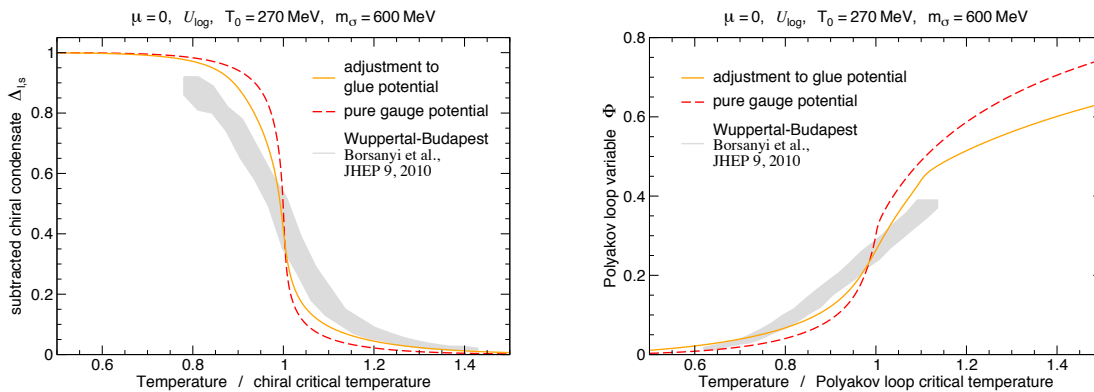 μ = 0, U_log, T_0 = 270 MeV, m_σ = 600 MeV
subtracted chiral condensate Δ_l,s
1
0.8
0.6
0.4
0.2
0
adjustment to
glue potential
pure gauge potential
Wuppertal-Budapest
Borsanyi et al.,
JHEP 9, 2010
0.6 0.8 1 1.2 1.4
Temperature / chiral critical temperature
μ = 0, U_log, T_0 = 270 MeV, m_σ = 600 MeV
Polyakov loop variable Φ
0.8
0.6
0.4
0.2
0
adjustment to glue potential
pure gauge potential
Wuppertal-Budapest
Borsanyi et al.,
JHEP 9, 2010
0.6 0.8 1 1.2 1.4
Temperature / Polyakov loop critical temperature